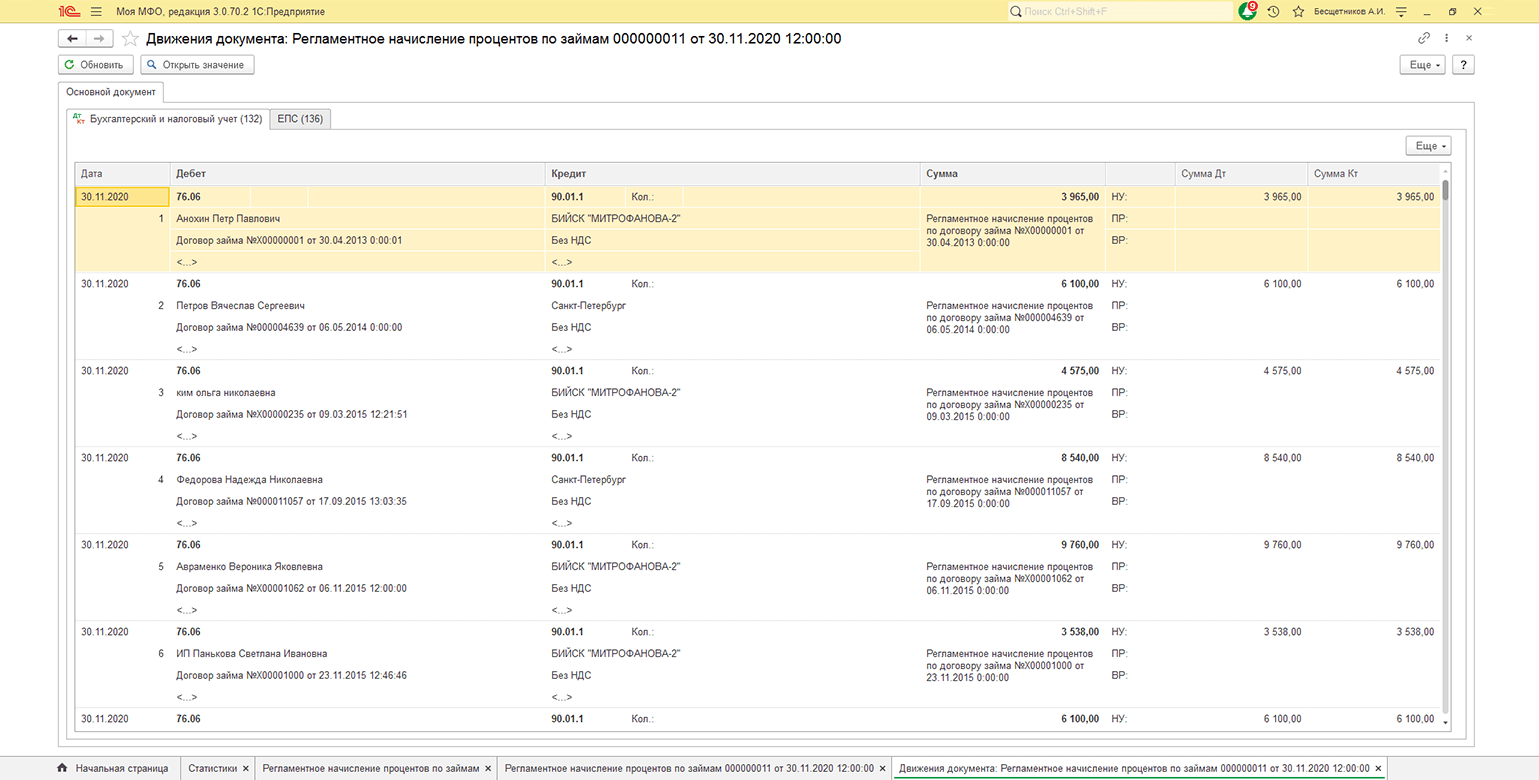 1С Моя МФО, редакция 3.0.70.2 1С:Предприятие Поиск Ctrl+Shift+F 9 Бесщетников А.И.
Движения документа: Регламентное начисление процентов по займам 000000011 от 30.11.2020 12:00:00
Обновить Открыть значение Еще ?
Основной документ
Дт Кт Бухгалтерский и налоговый учет (132) ЕПС (136)
Еще
Дата Дебет Кредит Сумма Сумма Дт Сумма Кт
30.11.2020 76.06 90.01.1 Кол.: 3 965,00 НУ: 3 965,00 3 965,00
1 Анохин Петр Павлович БИЙСК "МИТРОФАНОВА-2" Регламентное начисление процентов ПР:
Договор займа №Х00000001 от 30.04.2013 0:00:01 Без НДС по договору займа №Х00000001 от ВР:
30.04.2013 0:00:00
<...> <...>
30.11.2020 76.06 90.01.1 Кол.: 6 100,00 НУ: 6 100,00 6 100,00
2 Петров Вячеслав Сергеевич Санкт-Петербург Регламентное начисление процентов ПР:
Договор займа №000004639 от 06.05.2014 0:00:00 Без НДС по договору займа №000004639 от ВР:
06.05.2014 0:00:00
<...> <...>
30.11.2020 76.06 90.01.1 Кол.: 4 575,00 НУ: 4 575,00 4 575,00
3 ким ольга николаевна БИЙСК "МИТРОФАНОВА-2" Регламентное начисление процентов ПР:
Договор займа №Х00000235 от 09.03.2015 12:21:51 Без НДС по договору займа №Х00000235 от ВР:
09.03.2015 0:00:00
<...> <...>
30.11.2020 76.06 90.01.1 Кол.: 8 540,00 НУ: 8 540,00 8 540,00
4 Федорова Надежда Николаевна Санкт-Петербург Регламентное начисление процентов ПР:
Договор займа №000011057 от 17.09.2015 13:03:35 Без НДС по договору займа №000011057 от ВР:
17.09.2015 0:00:00
<...> <...>
30.11.2020 76.06 90.01.1 Кол.: 9 760,00 НУ: 9 760,00 9 760,00
5 Авраменко Вероника Яковлевна БИЙСК "МИТРОФАНОВА-2" Регламентное начисление процентов ПР:
Договор займа №Х00001062 от 06.11.2015 12:00:00 Без НДС по договору займа №Х00001062 от ВР:
06.11.2015 0:00:00
<...> <...>
30.11.2020 76.06 90.01.1 Кол.: 3 538,00 НУ: 3 538,00 3 538,00
6 ИП Панькова Светлана Ивановна БИЙСК "МИТРОФАНОВА-2" Регламентное начисление процентов ПР:
Договор займа №Х00001000 от 23.11.2015 12:46:46 Без НДС по договору займа №Х00001000 от ВР:
23.11.2015 0:00:00
<...> <...>
30.11.2020 76.06 90.01.1 Кол.: 6 100,00 НУ: 6 100,00 6 100,00
Начальная страница Статистики Регламентное начисление процентов по займам Регламентное начисление процентов по займам 000000011 от 30.11.2020 12:00:00 Движения документа: Регламентное начисление процентов по займам 000000011 от 30.11.2020 12:00:00